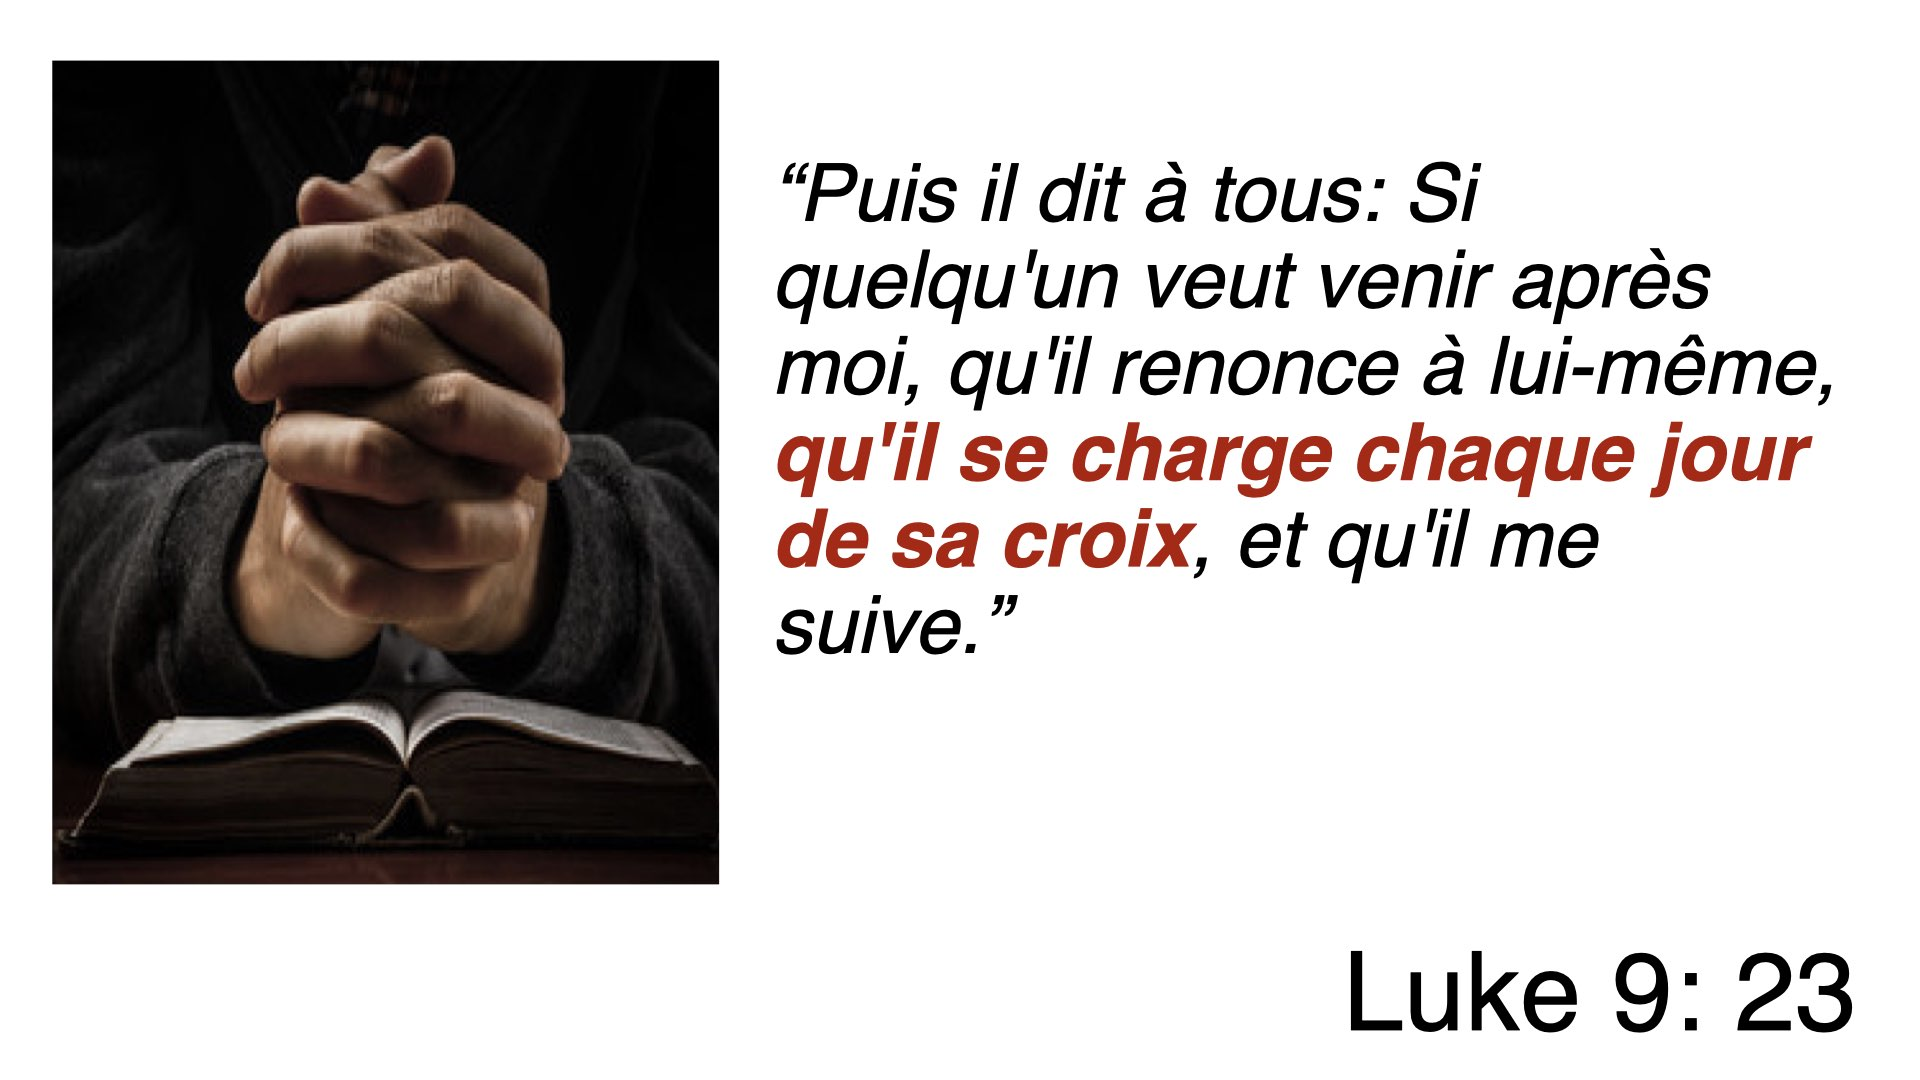 “Puis il dit à tous: Si
quelqu'un veut venir après
moi, qu'il renonce à lui-même,
qu'il se charge chaque jour
de sa croix, et qu'il me
suive.”
Luke 9: 23